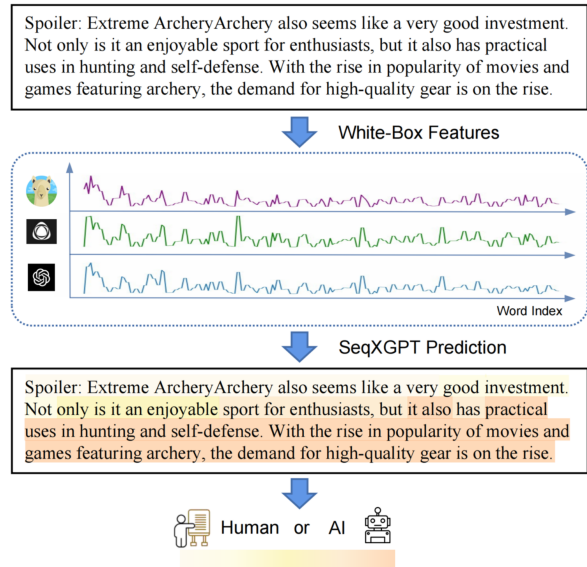 Spoiler: Extreme ArcheryArchery also seems like a very good investment.
Not only is it an enjoyable sport for enthusiasts, but it also has practical
uses in hunting and self-defense. With the rise in popularity of movies and
games featuring archery, the demand for high-quality gear is on the rise.
White-Box Features
Word Index
SeqXGPT Prediction
Spoiler: Extreme ArcheryArchery also seems like a very good investment.
Not only is it an enjoyable sport for enthusiasts, but it also has practical
uses in hunting and self-defense. With the rise in popularity of movies and
games featuring archery, the demand for high-quality gear is on the rise.
Human or AI